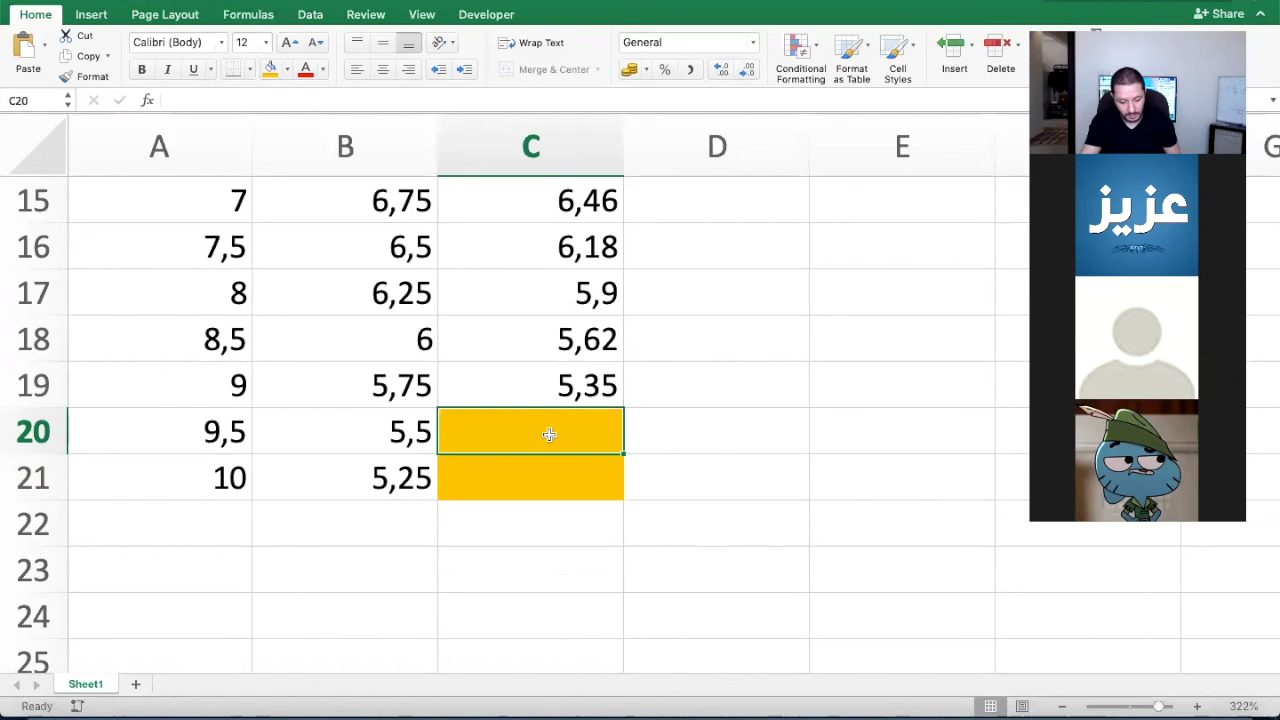 Home Insert Page Layout Formulas Data Review View Developer Share
Cut
Copy
Format
Paste
Calibri (Body) 12
B I U A
General
Wrap Text
Merge & Center
%
Conditional Formatting
Format as Table
Cell Styles
Insert
Delete
C20 fx
A B C D E G
15 7 6,75 6,46
16 7,5 6,5 6,18
17 8 6,25 5,9
18 8,5 6 5,62
19 9 5,75 5,35
20 9,5 5,5
21 10 5,25
22
23
24
25
عزيز
Sheet1
Ready 322%